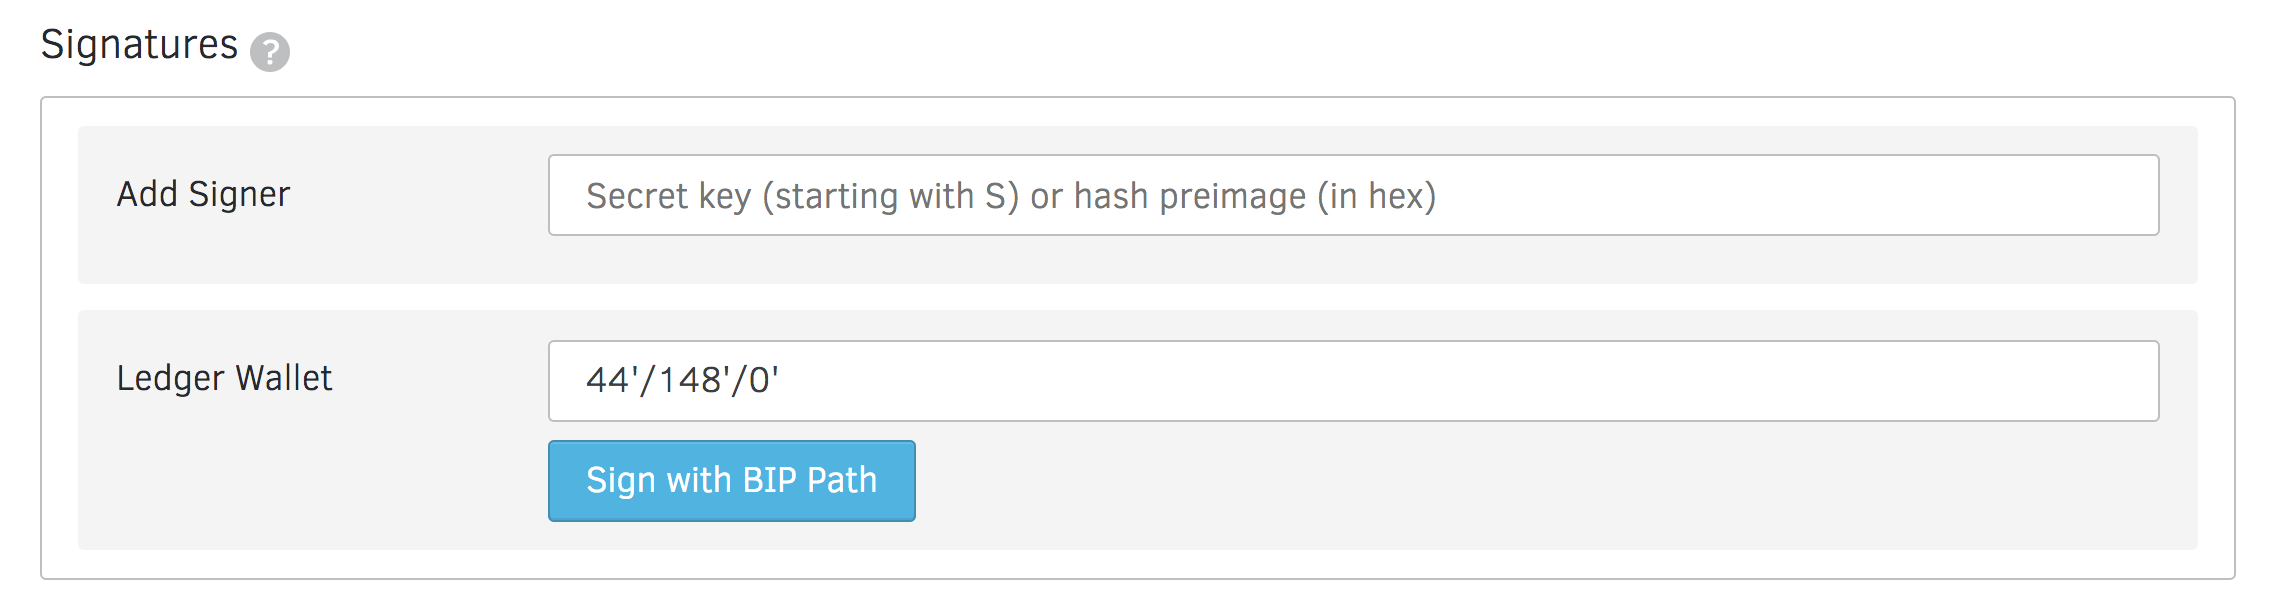 Signatures ?
Add Signer
Secret key (starting with S) or hash preimage (in hex)
Ledger Wallet
44'/148'/0'
Sign with BIP Path